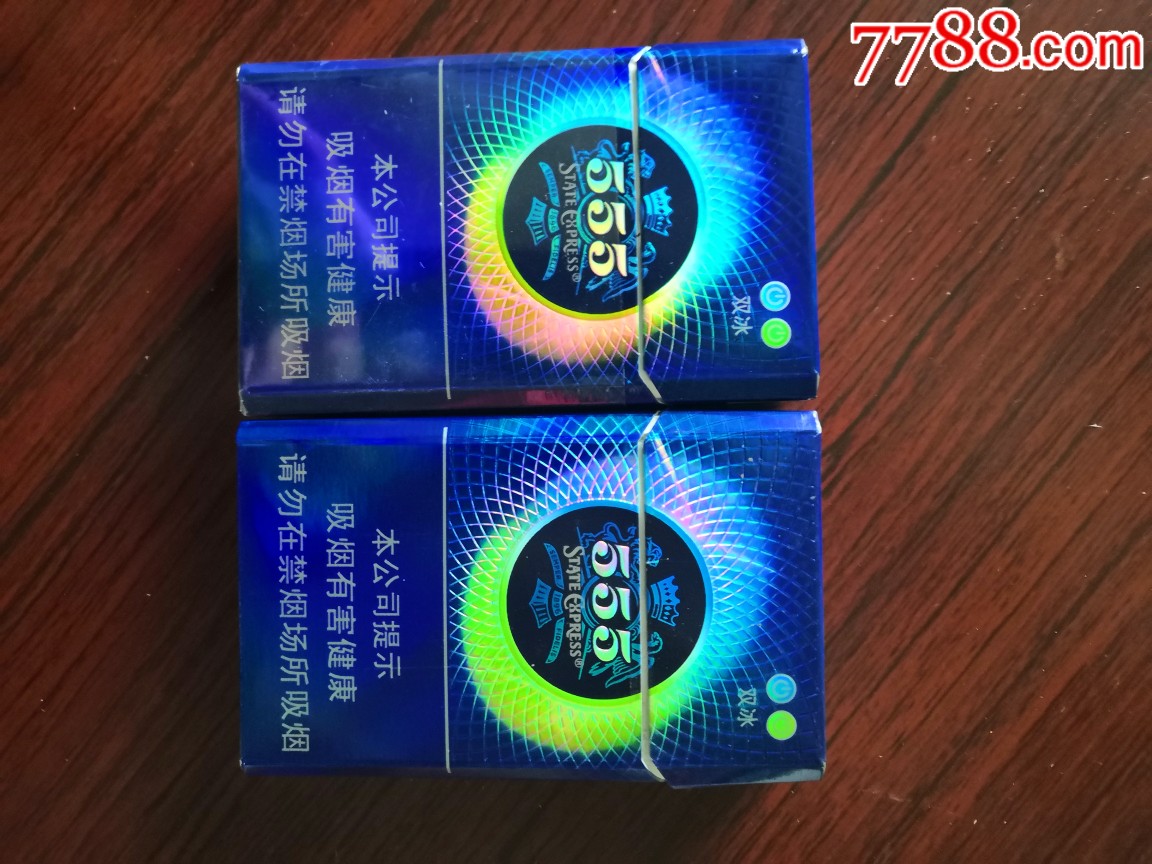 7788.com
双冰
555
STATE EXPRESS®
本公司提示
吸烟有害健康
请勿在禁烟场所吸烟
双冰
555
STATE EXPRESS®
本公司提示
吸烟有害健康
请勿在禁烟场所吸烟